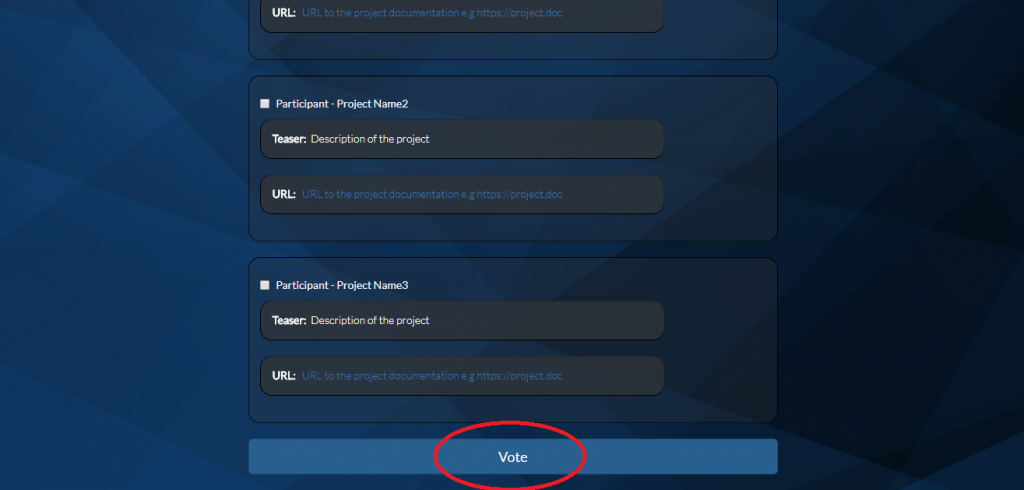 URL: URL to the project documentation e.g https://project.doc
Participant - Project Name2
Teaser: Description of the project
URL: URL to the project documentation e.g https://project.doc
Participant - Project Name3
Teaser: Description of the project
URL: URL to the project documentation e.g https://project.doc
Vote